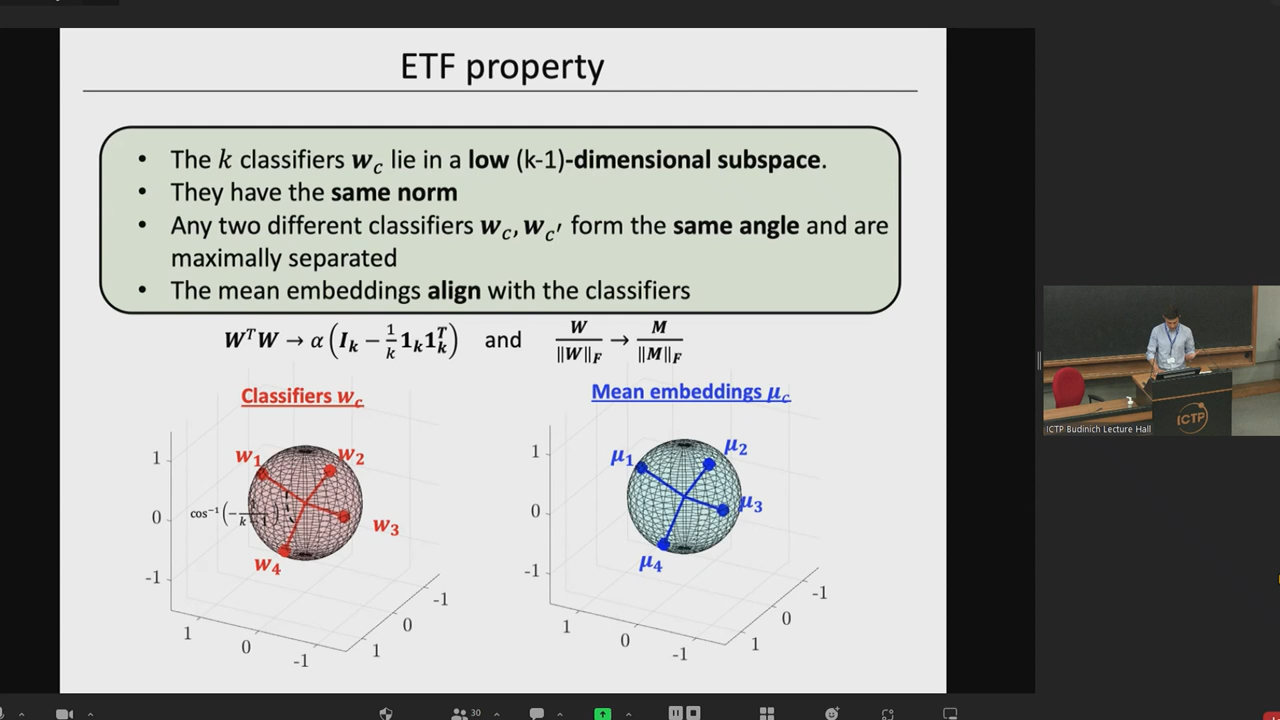 ETF property
• The k classifiers w_c lie in a low (k-1)-dimensional subspace.
• They have the same norm
• Any two different classifiers w_c, w_c′ form the same angle and are
maximally separated
• The mean embeddings align with the classifiers
WᵀW → α(I_k − 1/k 1_k 1_kᵀ) and W/‖W‖_F → M/‖M‖_F
Classifiers w_c
Mean embeddings μ_c
w₁
w₂
w₃
w₄
1
0
-1
1
0
-1
1
0
-1
μ₁
μ₂
μ₃
μ₄
1
0
-1
1
0
-1
1
0
-1
ICTP
ICTP Budinich Lecture Hall
30